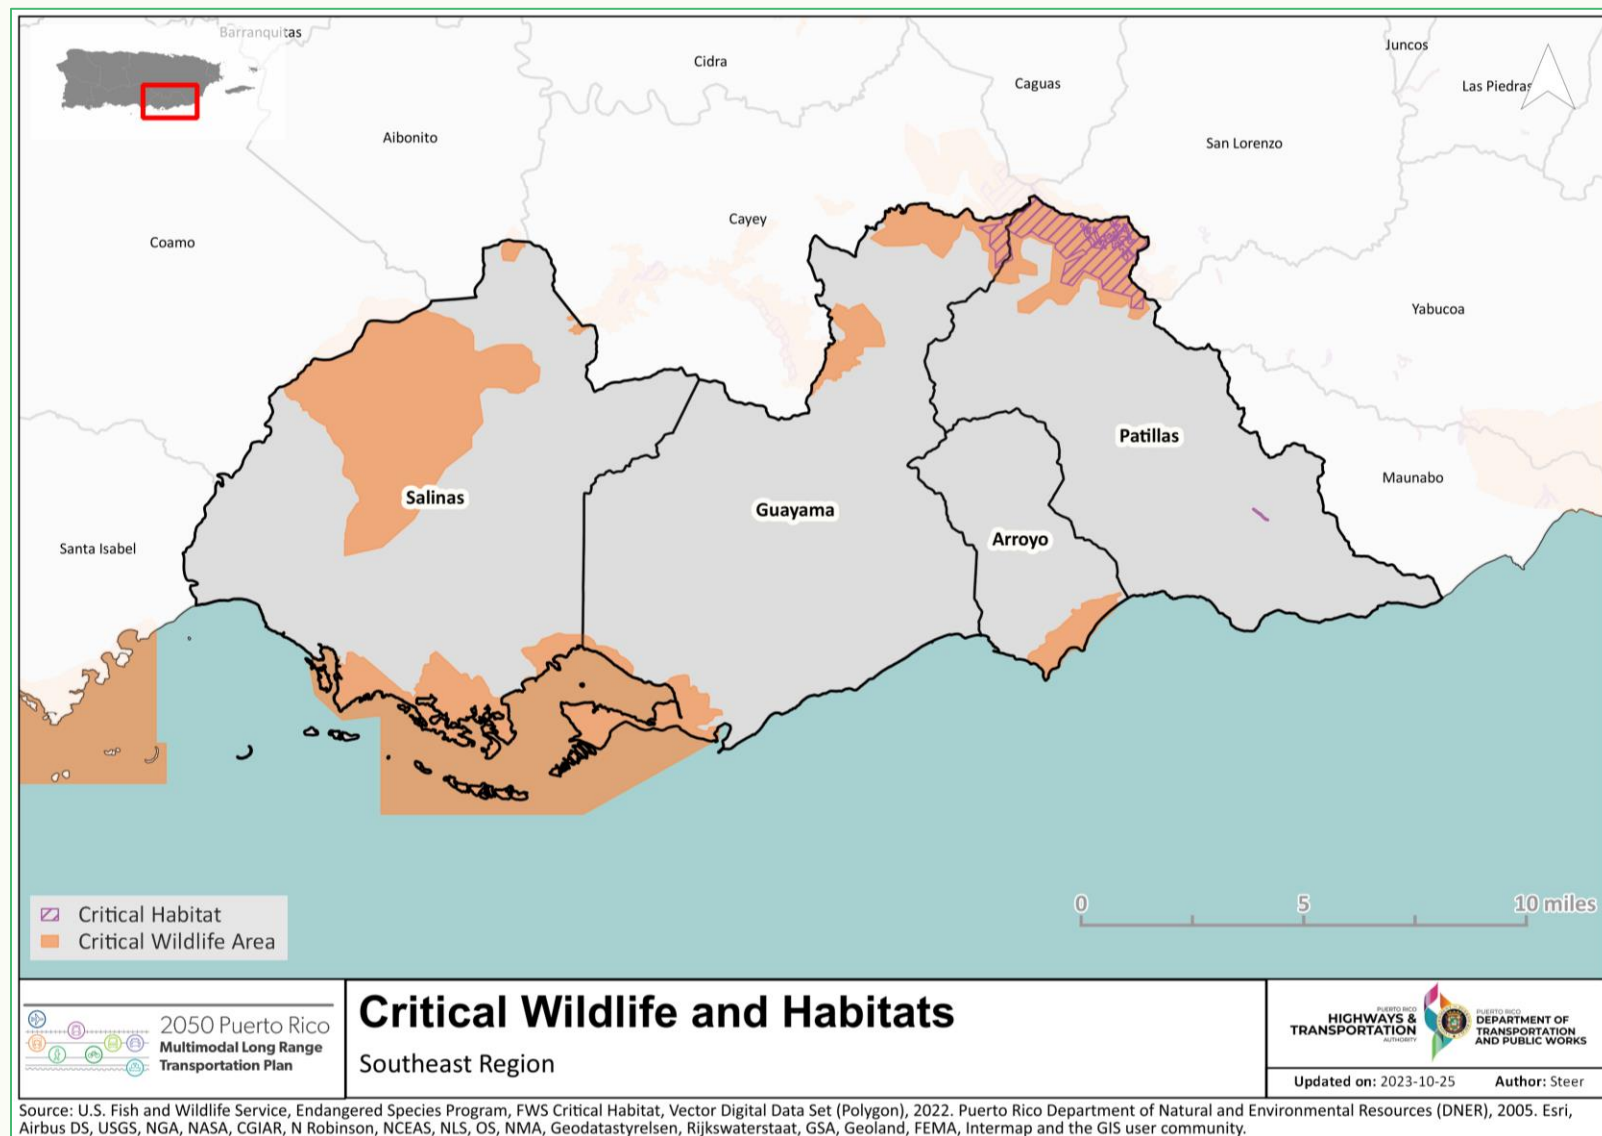 Barranquitas
Juncos
Cidra
Caguas
Las Piedras
Aibonito
San Lorenzo
Cayey
Coamo
Yabucoa
Patillas
Maunabo
Salinas
Guayama
Arroyo
Santa Isabel
0 5 10 miles
Critical Habitat
Critical Wildlife Area
2050 Puerto Rico
Multimodal Long Range
Transportation Plan
Critical Wildlife and Habitats
Southeast Region
PUERTO RICO
HIGHWAYS &
TRANSPORTATION
AUTHORITY
PUERTO RICO
DEPARTMENT OF
TRANSPORTATION
AND PUBLIC WORKS
Updated on: 2023-10-25 Author: Steer
Source: U.S. Fish and Wildlife Service, Endangered Species Program, FWS Critical Habitat, Vector Digital Data Set (Polygon), 2022. Puerto Rico Department of Natural and Environmental Resources (DNER), 2005. Esri,
Airbus DS, USGS, NGA, NASA, CGIAR, N Robinson, NCEAS, NLS, OS, NMA, Geodatastyrelsen, Rijkswaterstaat, GSA, Geoland, FEMA, Intermap and the GIS user community.